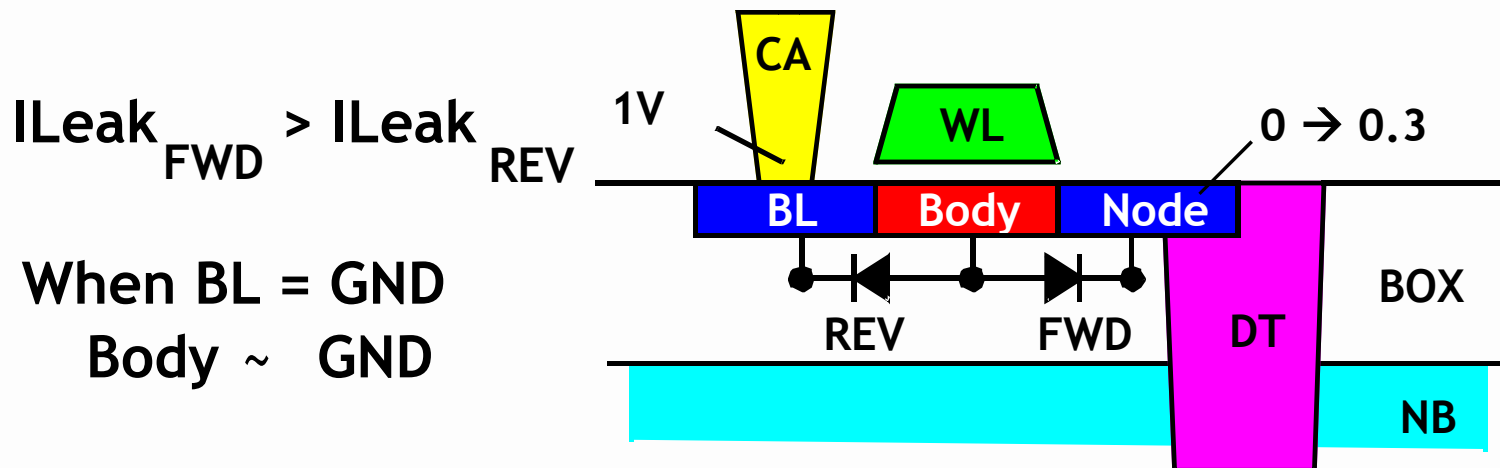 ILeak FWD > ILeak REV
When BL = GND
Body ~ GND
CA
1V
WL
0 → 0.3
BL
Body
Node
REV
FWD
DT
BOX
NB